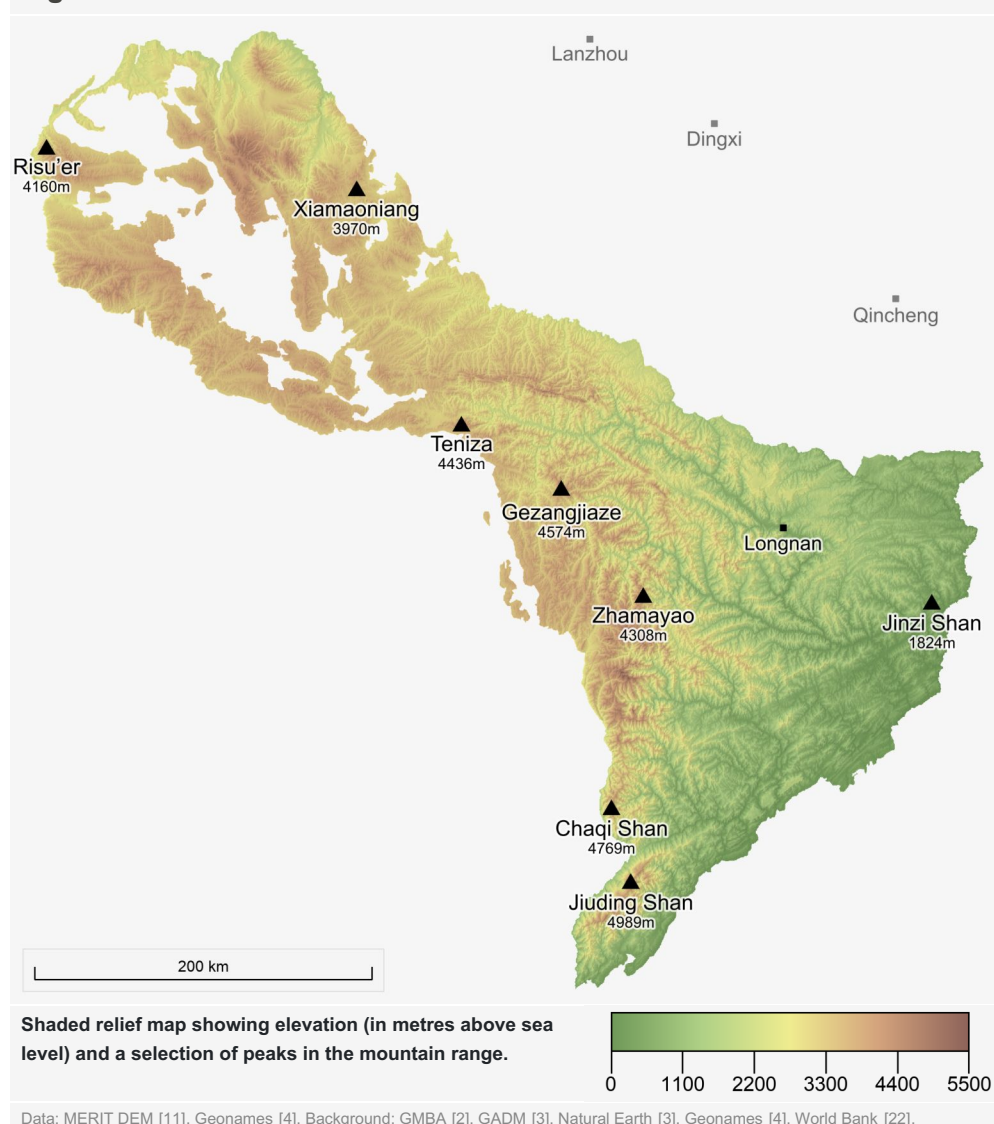 Lanzhou
Dingxi
Risu'er
4160m
Xiamaoniang
3970m
Qincheng
Teniza
4436m
Gezangjiaze
4574m
Longnan
Zhamayao
4308m
Jinzi Shan
1824m
Chaqi Shan
4769m
Jiuding Shan
4989m
200 km
Shaded relief map showing elevation (in metres above sea
level) and a selection of peaks in the mountain range.
0 1100 2200 3300 4400 5500
Data: MERIT DEM [11], Geonames [4], Background: GMBA [2], GADM [3], Natural Earth [3], Geonames [4], World Bank [22],